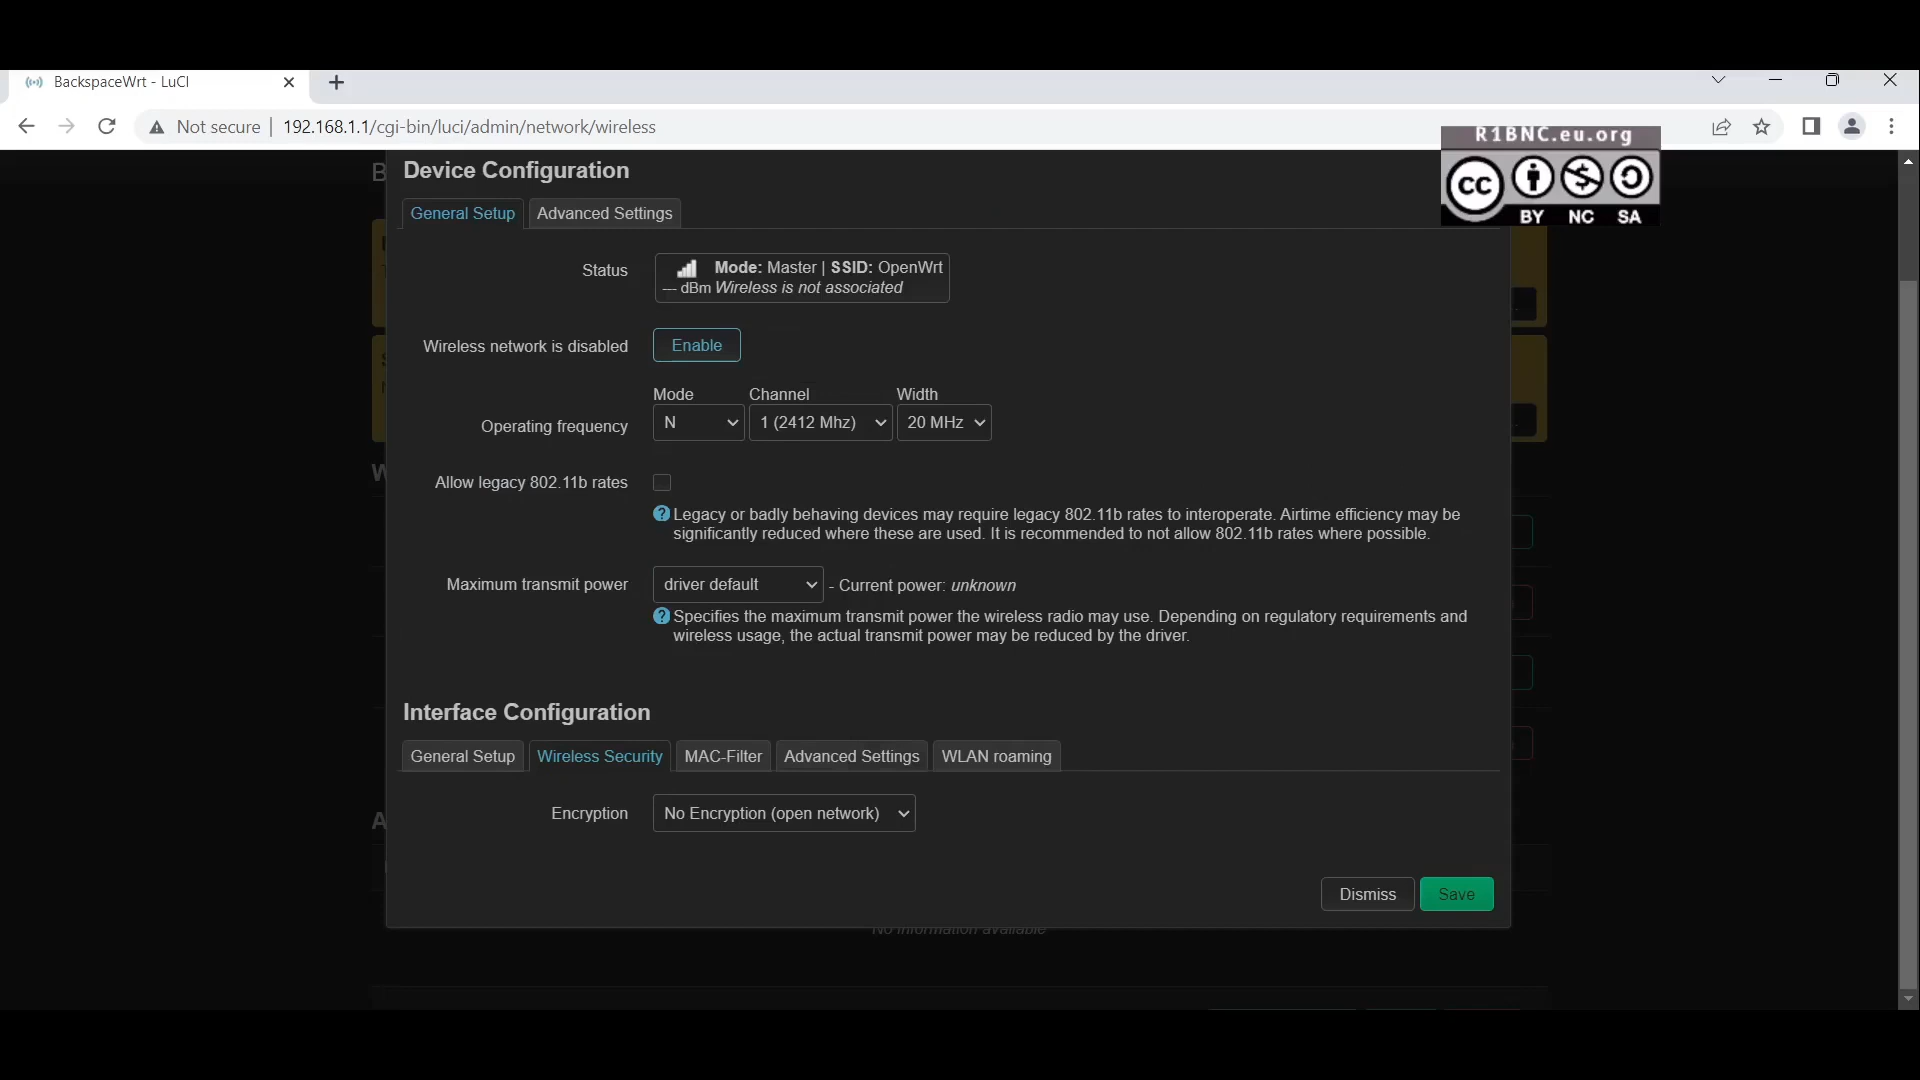 BackspaceWrt - LuCI
Not secure | 192.168.1.1/cgi-bin/luci/admin/network/wireless
R1BNC.eu.org
cc
BY NC SA
Device Configuration
General Setup Advanced Settings
Status
Mode: Master | SSID: OpenWrt
--- dBm Wireless is not associated
Wireless network is disabled Enable
Mode Channel Width
Operating frequency N 1 (2412 Mhz) 20 MHz
Allow legacy 802.11b rates
Legacy or badly behaving devices may require legacy 802.11b rates to interoperate. Airtime efficiency may be
significantly reduced where these are used. It is recommended to not allow 802.11b rates where possible.
Maximum transmit power driver default - Current power: unknown
Specifies the maximum transmit power the wireless radio may use. Depending on regulatory requirements and
wireless usage, the actual transmit power may be reduced by the driver.
Interface Configuration
General Setup Wireless Security MAC-Filter Advanced Settings WLAN roaming
Encryption No Encryption (open network)
Dismiss Save
No information available